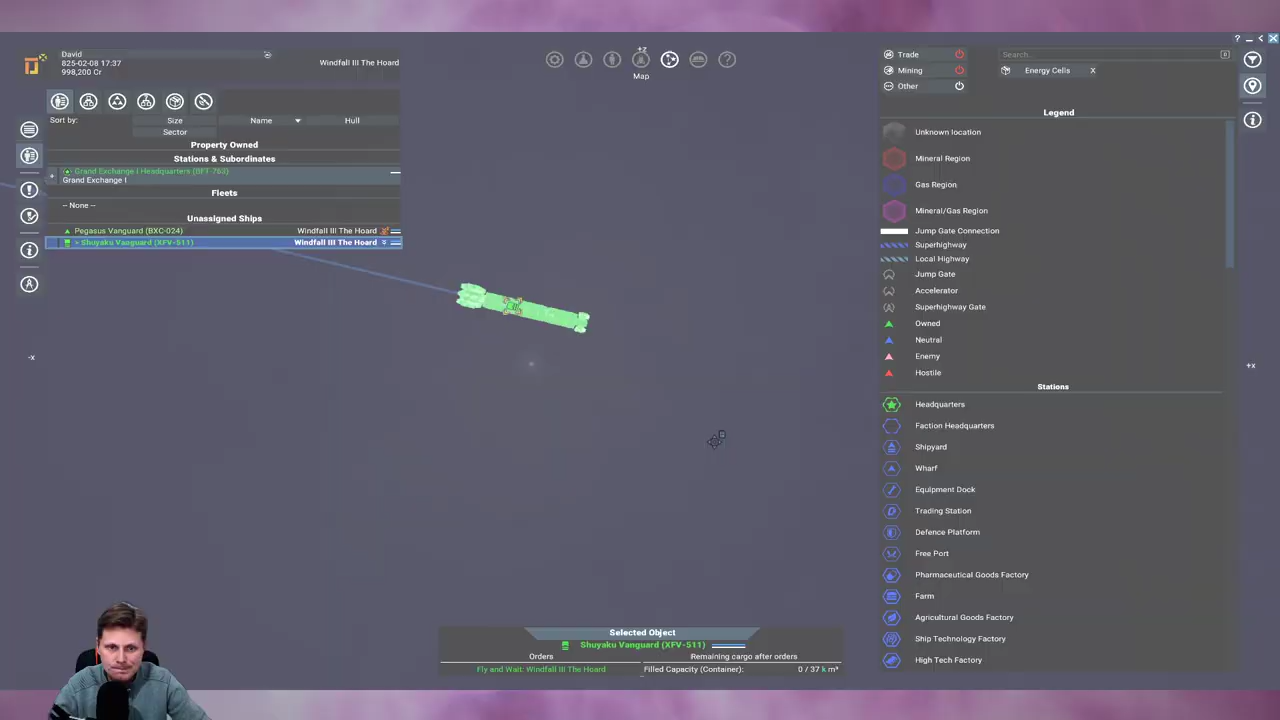 David
825-02-08 17:37
998,200 Cr
Windfall III The Hoard
+Z
Map
Sort by:
Size
Name
Hull
Sector
Property Owned
Stations & Subordinates
Grand Exchange I Headquarters (BFT-763)
Grand Exchange I
Fleets
-- None --
Unassigned Ships
Pegasus Vanguard (BXC-024)
Windfall III The Hoard
> Shuyaku Vanguard (XFV-511)
Windfall III The Hoard
-x
+x
Trade
Mining
Other
Search...
Energy Cells
X
Legend
Unknown location
Mineral Region
Gas Region
Mineral/Gas Region
Jump Gate Connection
Superhighway
Local Highway
Jump Gate
Accelerator
Superhighway Gate
Owned
Neutral
Enemy
Hostile
Stations
Headquarters
Faction Headquarters
Shipyard
Wharf
Equipment Dock
Trading Station
Defence Platform
Free Port
Pharmaceutical Goods Factory
Farm
Agricultural Goods Factory
Ship Technology Factory
High Tech Factory
Selected Object
Shuyaku Vanguard (XFV-511)
Orders
Remaining cargo after orders
Fly and Wait: Windfall III The Hoard
Filled Capacity (Container):
0 / 37 k m³